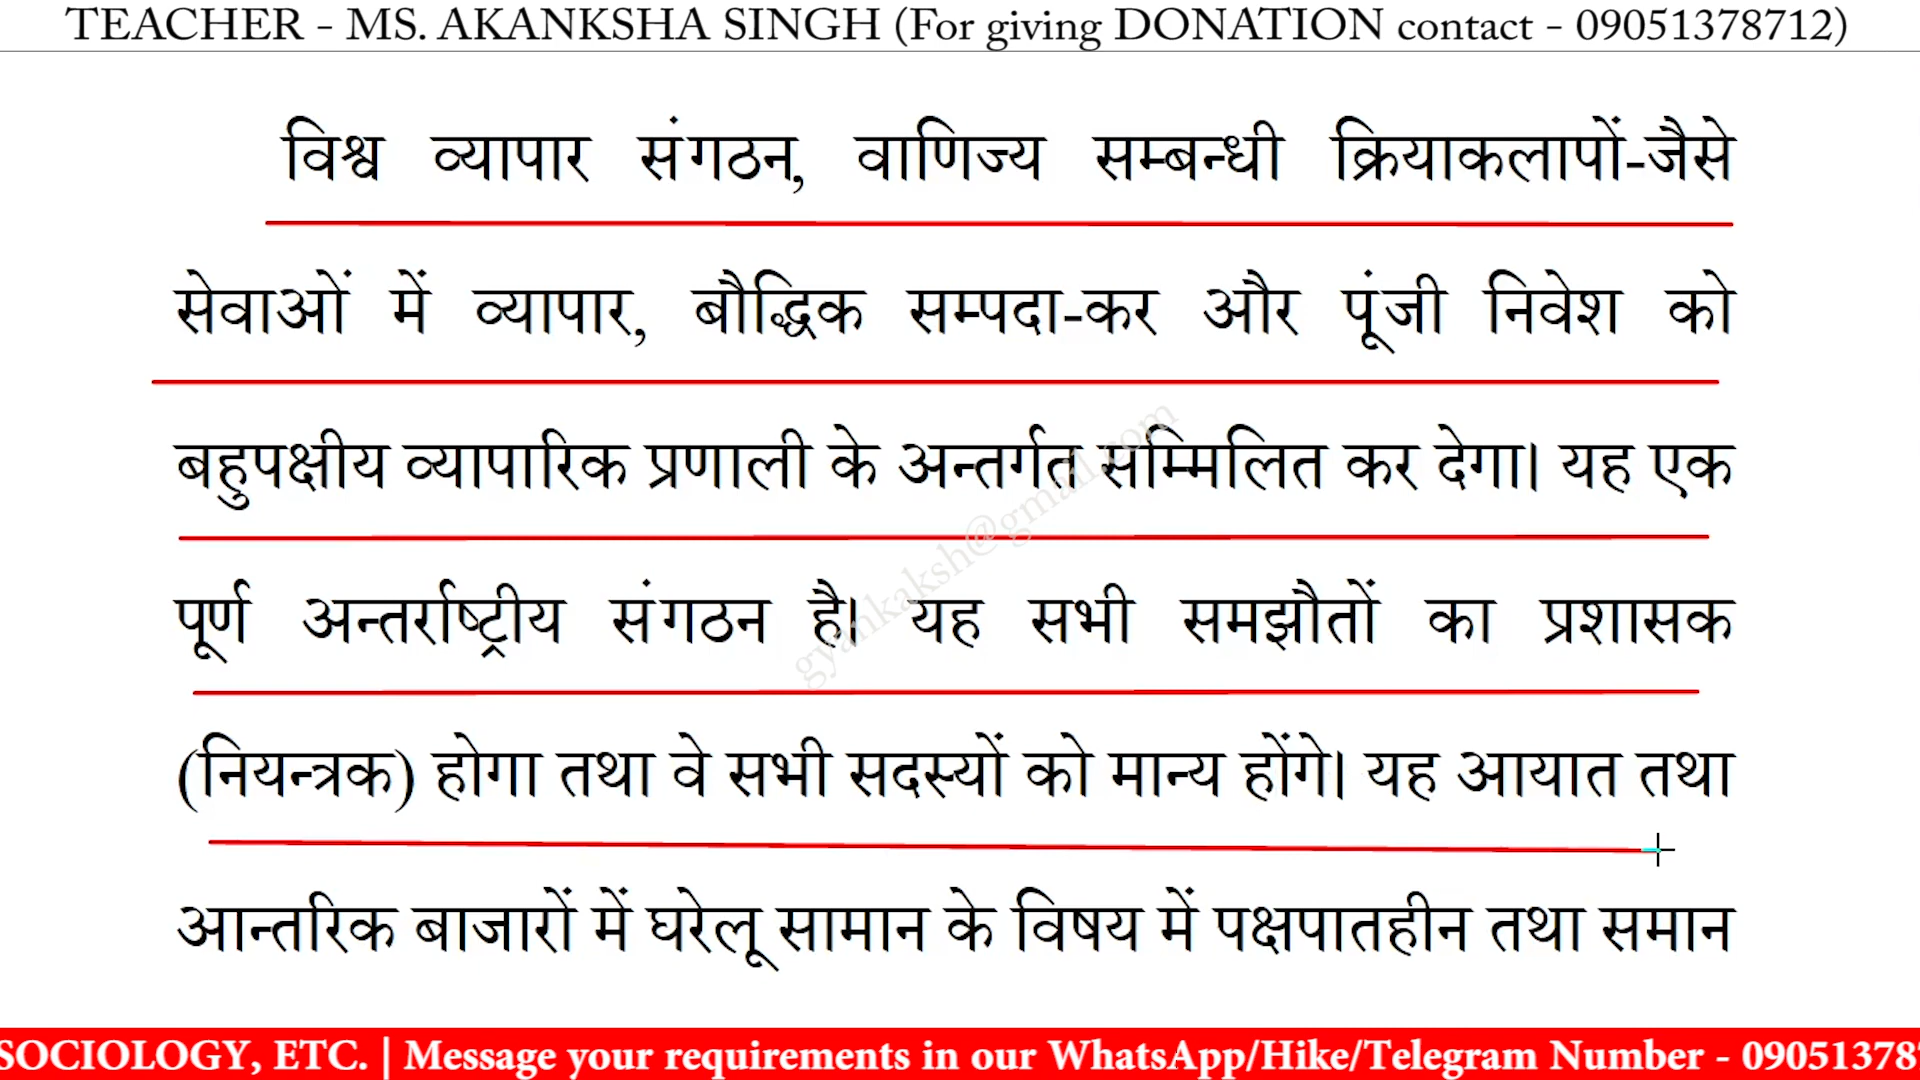 TEACHER - MS. AKANKSHA SINGH (For giving DONATION contact - 09051378712)
विश्व व्यापार संगठन, वाणिज्य सम्बन्धी क्रियाकलापों-जैसे
सेवाओं में व्यापार, बौद्धिक सम्पदा-कर और पूंजी निवेश को
बहुपक्षीय व्यापारिक प्रणाली के अन्तर्गत सम्मिलित कर देगा। यह एक
पूर्ण अन्तर्राष्ट्रीय संगठन है। यह सभी समझौतों का प्रशासक
(नियन्त्रक) होगा तथा वे सभी सदस्यों को मान्य होंगे। यह आयात तथा
आन्तरिक बाजारों में घरेलू सामान के विषय में पक्षपातहीन तथा समान
gyankaksh@gmail.com
SOCIOLOGY, ETC. | Message your requirements in our WhatsApp/Hike/Telegram Number - 09051378